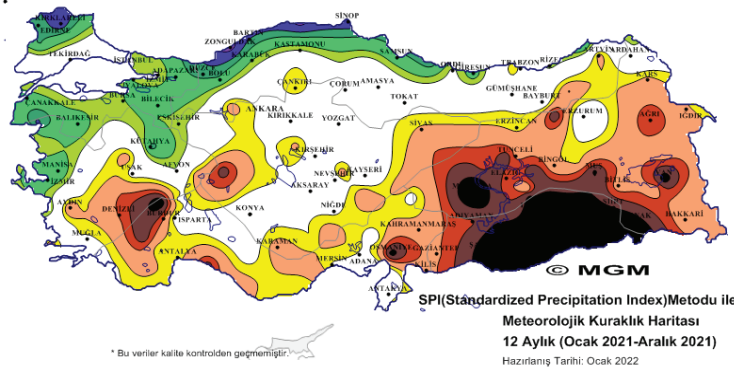 SİNOP
KIRKLARELİ
EDİRNE
BARTIN
ZONGULDAK
KASTAMONU
TEKİRDAĞ
İSTANBUL
KARABÜK
SAMSUN
ARTVİN
ARDAHAN
ADAPAZARI
DÜZCE
BOLU
ORDU
GİRESUN
TRABZON
RİZE
YALOVA
ÇANKIRI
KARS
BURSA
ÇORUM
AMASYA
GÜMÜŞHANE
ÇANAKKALE
BİLECİK
ANKARA
TOKAT
BAYBURT
BALIKESİR
ESKİŞEHİR
KIRIKKALE
YOZGAT
SİVAS
ERZİNCAN
ERZURUM
AĞRI
IĞDIR
KÜTAHYA
KIRŞEHİR
TUNCELİ
MANİSA
UŞAK
AFYON
NEVŞEHİR
KAYSERİ
ELAZIĞ
BİNGÖL
MUŞ
BİTLİS
VAN
İZMİR
AKSARAY
AYDIN
DENİZLİ
BURDUR
ISPARTA
KONYA
NİĞDE
KAHRAMANMARAŞ
ADIYAMAN
SİİRT
HAKKARİ
MUĞLA
ANTALYA
KARAMAN
MERSİN
ADANA
OSMANİYE
GAZİANTEP
KİLİS
ANTAKYA
© MGM
SPI(Standardized Precipitation Index)Metodu ile
Meteorolojik Kuraklık Haritası
12 Aylık (Ocak 2021-Aralık 2021)
* Bu veriler kalite kontrolden geçmemiştir.
Hazırlanış Tarihi: Ocak 2022